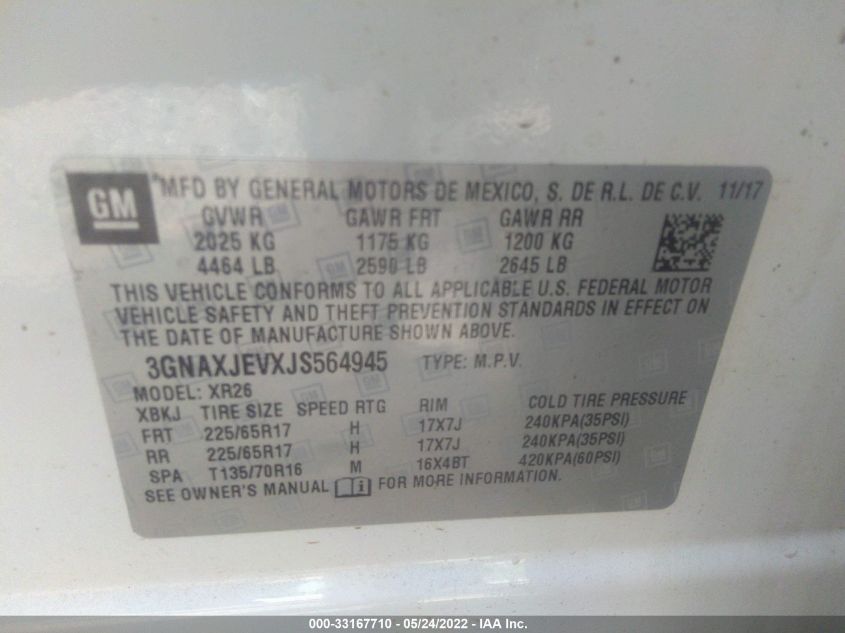 GM
MFD BY GENERAL MOTORS DE MEXICO, S. DE R.L. DE C.V. 11/17
GVWR GAWR FRT GAWR RR
2025 KG 1175 KG 1200 KG
4464 LB 2590 LB 2645 LB
THIS VEHICLE CONFORMS TO ALL APPLICABLE U.S. FEDERAL MOTOR
VEHICLE SAFETY AND THEFT PREVENTION STANDARDS IN EFFECT ON
THE DATE OF MANUFACTURE SHOWN ABOVE.
3GNAXJEVXJS564945 TYPE: M.P.V.
MODEL: XR26
XBKJ TIRE SIZE SPEED RTG RIM COLD TIRE PRESSURE
FRT 225/65R17 H 17X7J 240KPA(35PSI)
RR 225/65R17 H 17X7J 240KPA(35PSI)
SPA T135/70R16 M 16X4BT 420KPA(60PSI)
SEE OWNER'S MANUAL i FOR MORE INFORMATION.
000-33167710 - 05/24/2022 - IAA Inc.